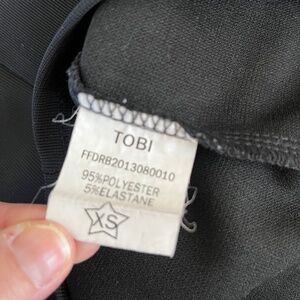 TOBI
FFDRB2013080010
95%POLYESTER
5%ELASTANE
XS